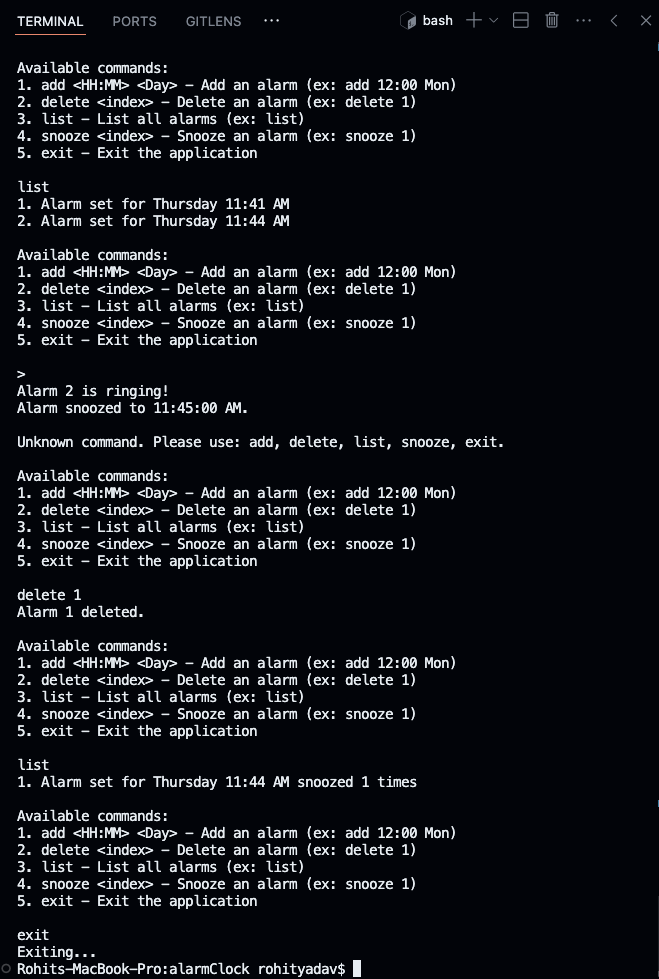 TERMINAL PORTS GITLENS ··· bash
Available commands:
1. add <HH:MM> <Day> – Add an alarm (ex: add 12:00 Mon)
2. delete <index> – Delete an alarm (ex: delete 1)
3. list – List all alarms (ex: list)
4. snooze <index> – Snooze an alarm (ex: snooze 1)
5. exit – Exit the application
list
1. Alarm set for Thursday 11:41 AM
2. Alarm set for Thursday 11:44 AM
Available commands:
1. add <HH:MM> <Day> – Add an alarm (ex: add 12:00 Mon)
2. delete <index> – Delete an alarm (ex: delete 1)
3. list – List all alarms (ex: list)
4. snooze <index> – Snooze an alarm (ex: snooze 1)
5. exit – Exit the application
>
Alarm 2 is ringing!
Alarm snoozed to 11:45:00 AM.
Unknown command. Please use: add, delete, list, snooze, exit.
Available commands:
1. add <HH:MM> <Day> – Add an alarm (ex: add 12:00 Mon)
2. delete <index> – Delete an alarm (ex: delete 1)
3. list – List all alarms (ex: list)
4. snooze <index> – Snooze an alarm (ex: snooze 1)
5. exit – Exit the application
delete 1
Alarm 1 deleted.
Available commands:
1. add <HH:MM> <Day> – Add an alarm (ex: add 12:00 Mon)
2. delete <index> – Delete an alarm (ex: delete 1)
3. list – List all alarms (ex: list)
4. snooze <index> – Snooze an alarm (ex: snooze 1)
5. exit – Exit the application
list
1. Alarm set for Thursday 11:44 AM snoozed 1 times
Available commands:
1. add <HH:MM> <Day> – Add an alarm (ex: add 12:00 Mon)
2. delete <index> – Delete an alarm (ex: delete 1)
3. list – List all alarms (ex: list)
4. snooze <index> – Snooze an alarm (ex: snooze 1)
5. exit – Exit the application
exit
Exiting...
Rohits-MacBook-Pro:alarmClock rohityadav$